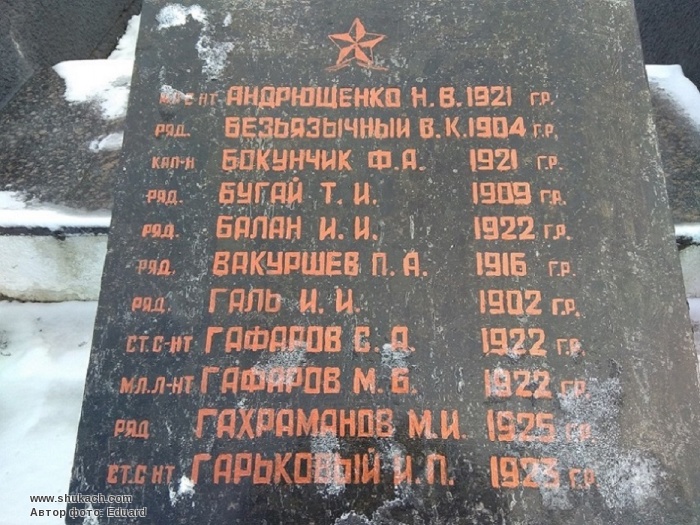 АНДРЮЩЕНКО Н.В. 1921 Г.Р.
РЯД. БЕЗЪЯЗЫЧНЫЙ В.К. 1904 Г.Р.
КАП-Н БОКУНЧИК Ф.А. 1921 Г.Р.
РЯД. БУГАЙ Т.И. 1909 Г.Р.
РЯД. БАЛАН И.И. 1922 Г.Р.
РЯД. ВАКУРШЕВ П.А. 1916 Г.Р.
РЯД. ГАЛЬ И.И. 1902 Г.Р.
СТ.С-НТ ГАФАРОВ С.А. 1922 Г.Р.
МЛ.Л-НТ ГАФАРОВ М.Б. 1922 Г.Р.
РЯД ГАХРАМАНОВ М.И. 1925 Г.Р.
СТ.С НТ ГАРЬКОВЫЙ И.П. 1923 Г.Р.
www.shukach.com
Автор фото: Eduard